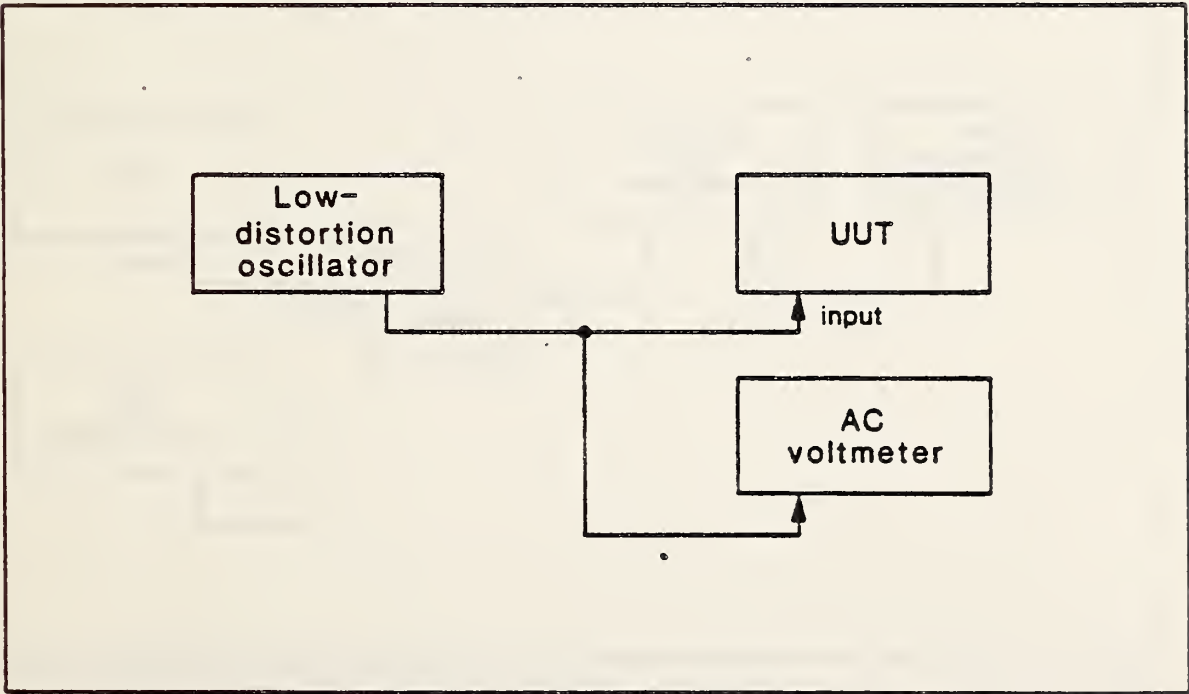 Low-
distortion
oscillator
UUT
input
AC
voltmeter